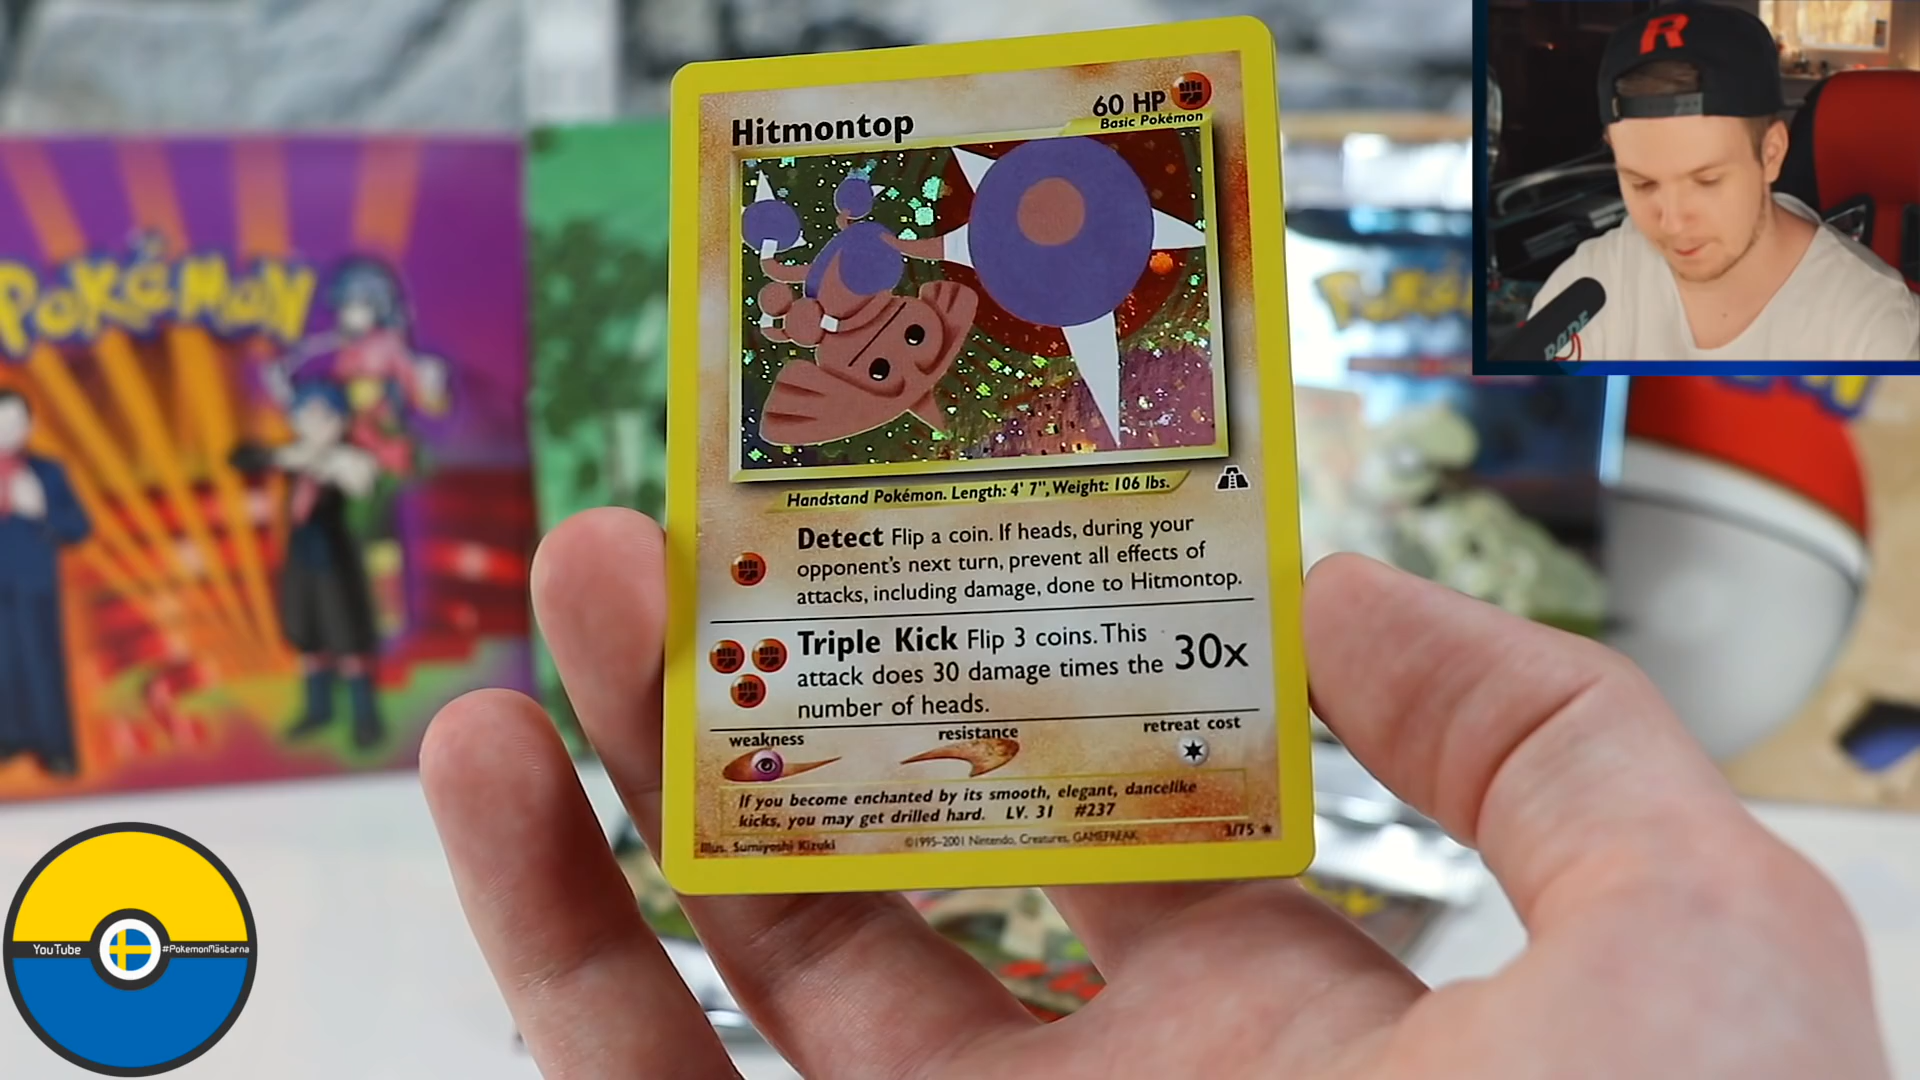 Pokémon
Hitmontop
60 HP
Basic Pokémon
R
RØDE
Handstand Pokémon. Length: 4' 7", Weight: 106 lbs.
Detect Flip a coin. If heads, during your
opponent's next turn, prevent all effects of
attacks, including damage, done to Hitmontop.
Triple Kick Flip 3 coins. This
attack does 30 damage times the
number of heads.
30x
weakness
resistance
retreat cost
If you become enchanted by its smooth, elegant, dancelike
kicks, you may get drilled hard. LV. 31 #237
Illus. Sumiyoshi Kizuki
©1995-2001 Nintendo, Creatures, GAMEFREAK.
3/75 ★
YouTube
#PokemonMästarna